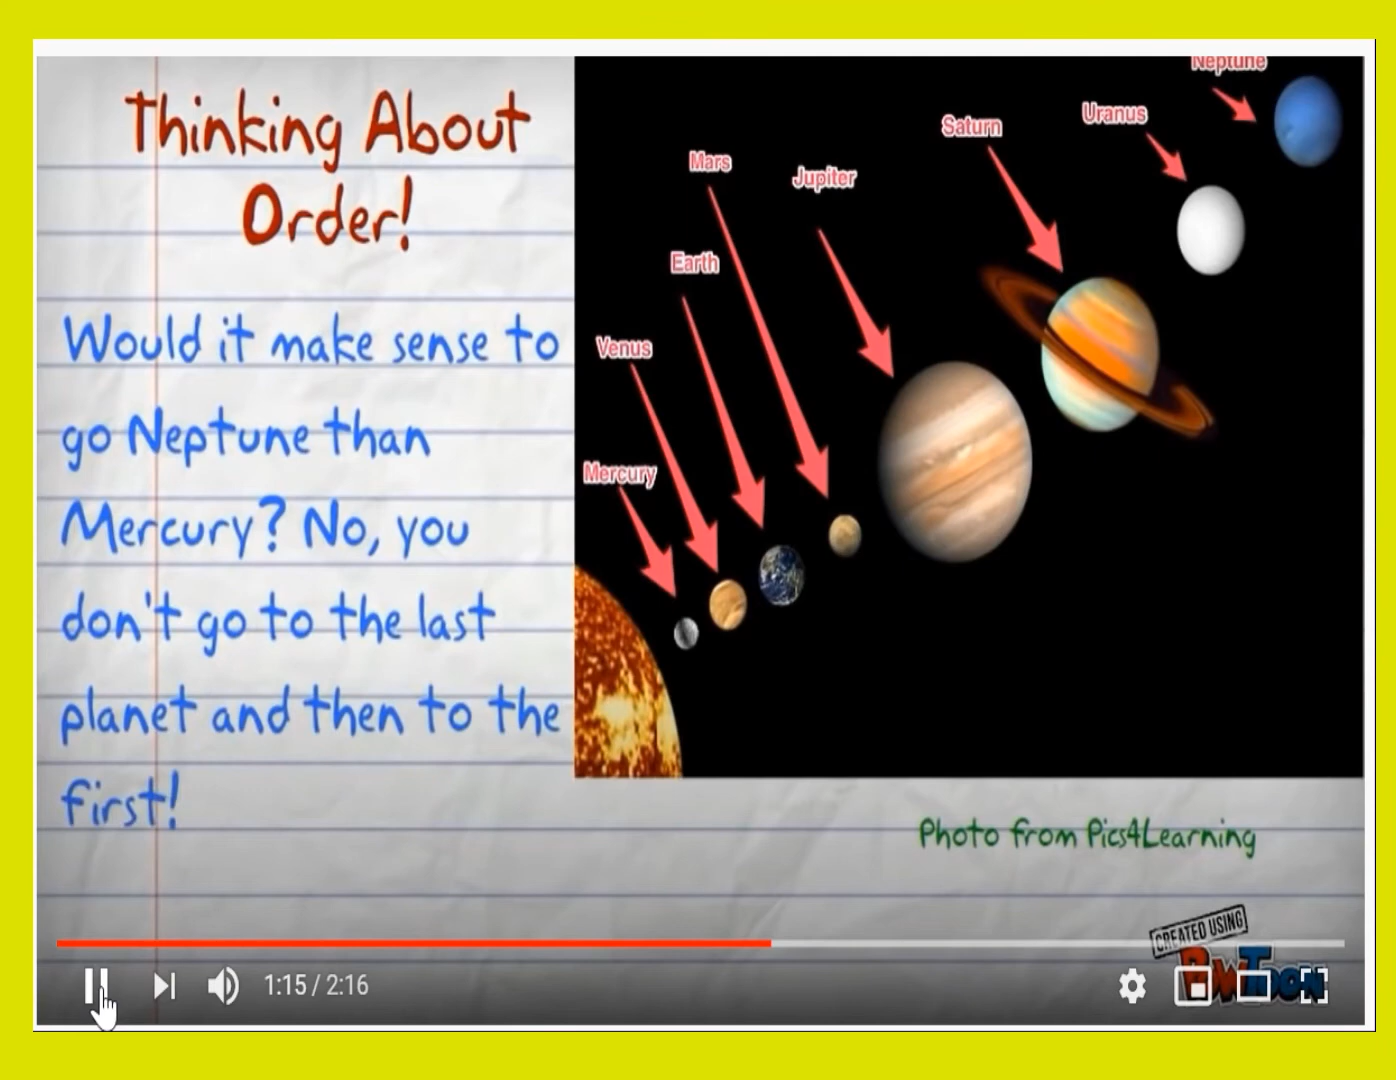 Thinking About
Order!
Would it make sense to
go Neptune than
Mercury? No, you
don't go to the last
planet and then to the
first!
Neptune
Uranus
Saturn
Mars
Jupiter
Earth
Venus
Mercury
Photo from Pics4Learning
CREATED USING
POWTOON
1:15 / 2:16